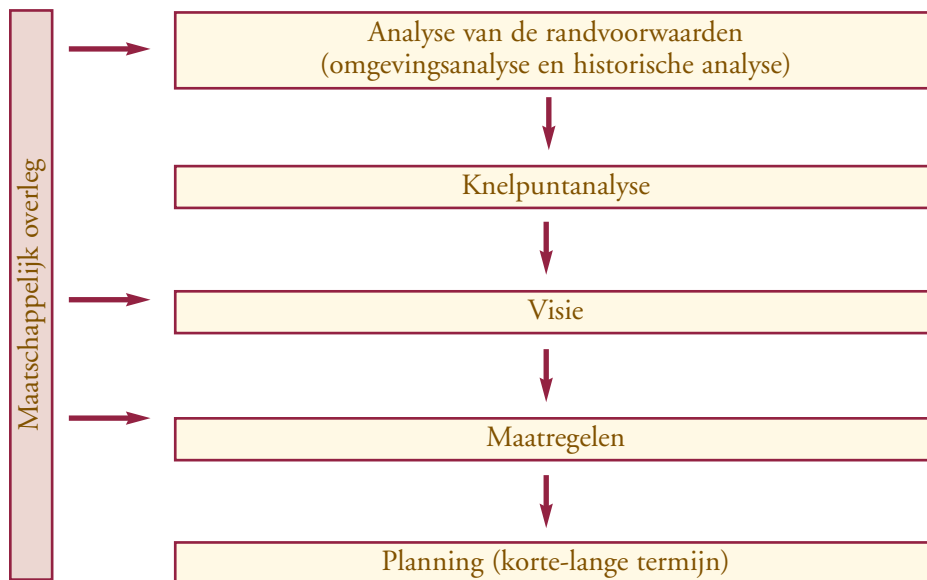 Maatschappelijk overleg
Analyse van de randvoorwaarden
(omgevingsanalyse en historische analyse)
Knelpuntanalyse
Visie
Maatregelen
Planning (korte-lange termijn)